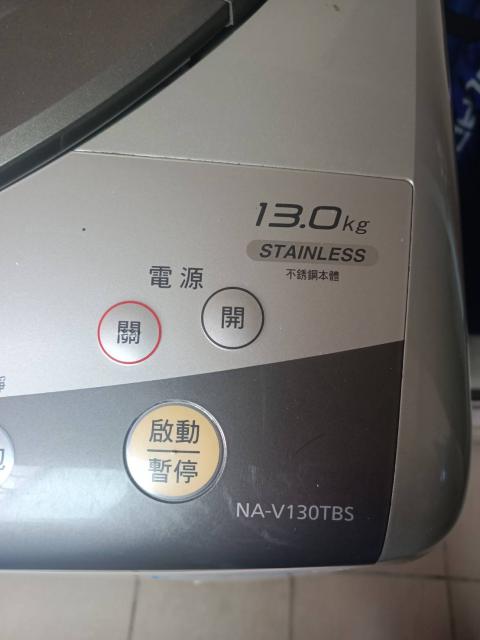 13.0kg
STAINLESS
不銹鋼本體
電源
關
開
啟動
暫停
NA-V130TBS